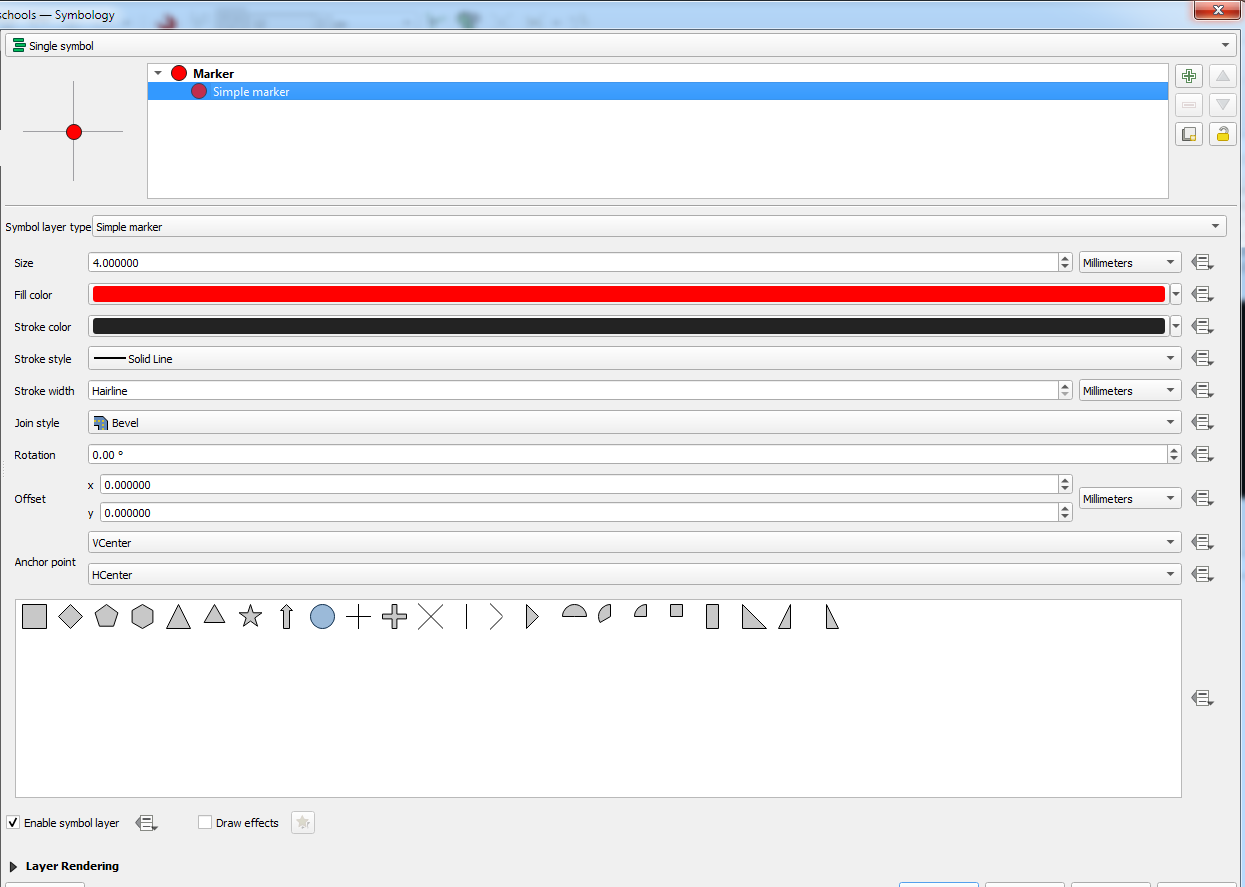 schools — Symbology
Single symbol
Marker
Simple marker
Symbol layer type Simple marker
Size 4.000000 Millimeters
Fill color
Stroke color
Stroke style Solid Line
Stroke width Hairline Millimeters
Join style Bevel
Rotation 0.00 °
Offset x 0.000000 Millimeters
y 0.000000
Anchor point VCenter
HCenter
Enable symbol layer Draw effects
Layer Rendering